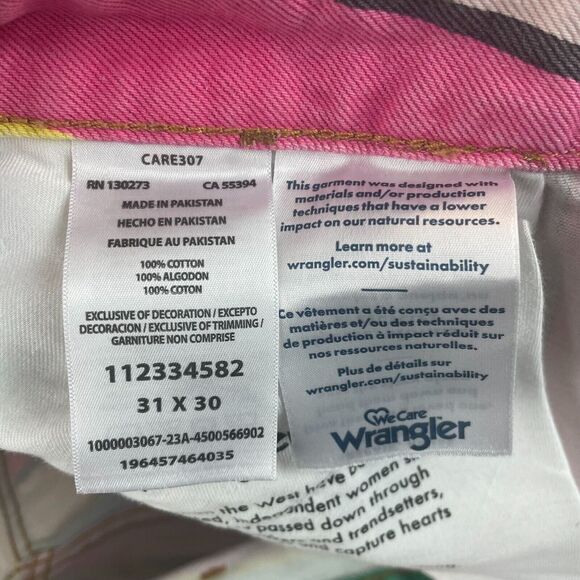 CARE307
RN 130273 CA 55394
MADE IN PAKISTAN
HECHO EN PAKISTAN
FABRIQUE AU PAKISTAN
100% COTTON
100% ALGODON
100% COTON
EXCLUSIVE OF DECORATION / EXCEPTO
DECORACION / EXCLUSIVE OF TRIMMING /
GARNITURE NON COMPRISE
112334582
31 X 30
1000003067-23A-4500566902
196457464035
This garment was designed with
materials and/or production
techniques that have a lower
impact on our natural resources.
Learn more at
wrangler.com/sustainability
Ce vêtement a été conçu avec des
matières et/ou des techniques
de production à impact réduit sur
nos ressources naturelles.
Plus de détails sur
wrangler.com/sustainability
We Care
Wrangler
the West have
independent women
passed down through
and trendsetters,
capture hearts